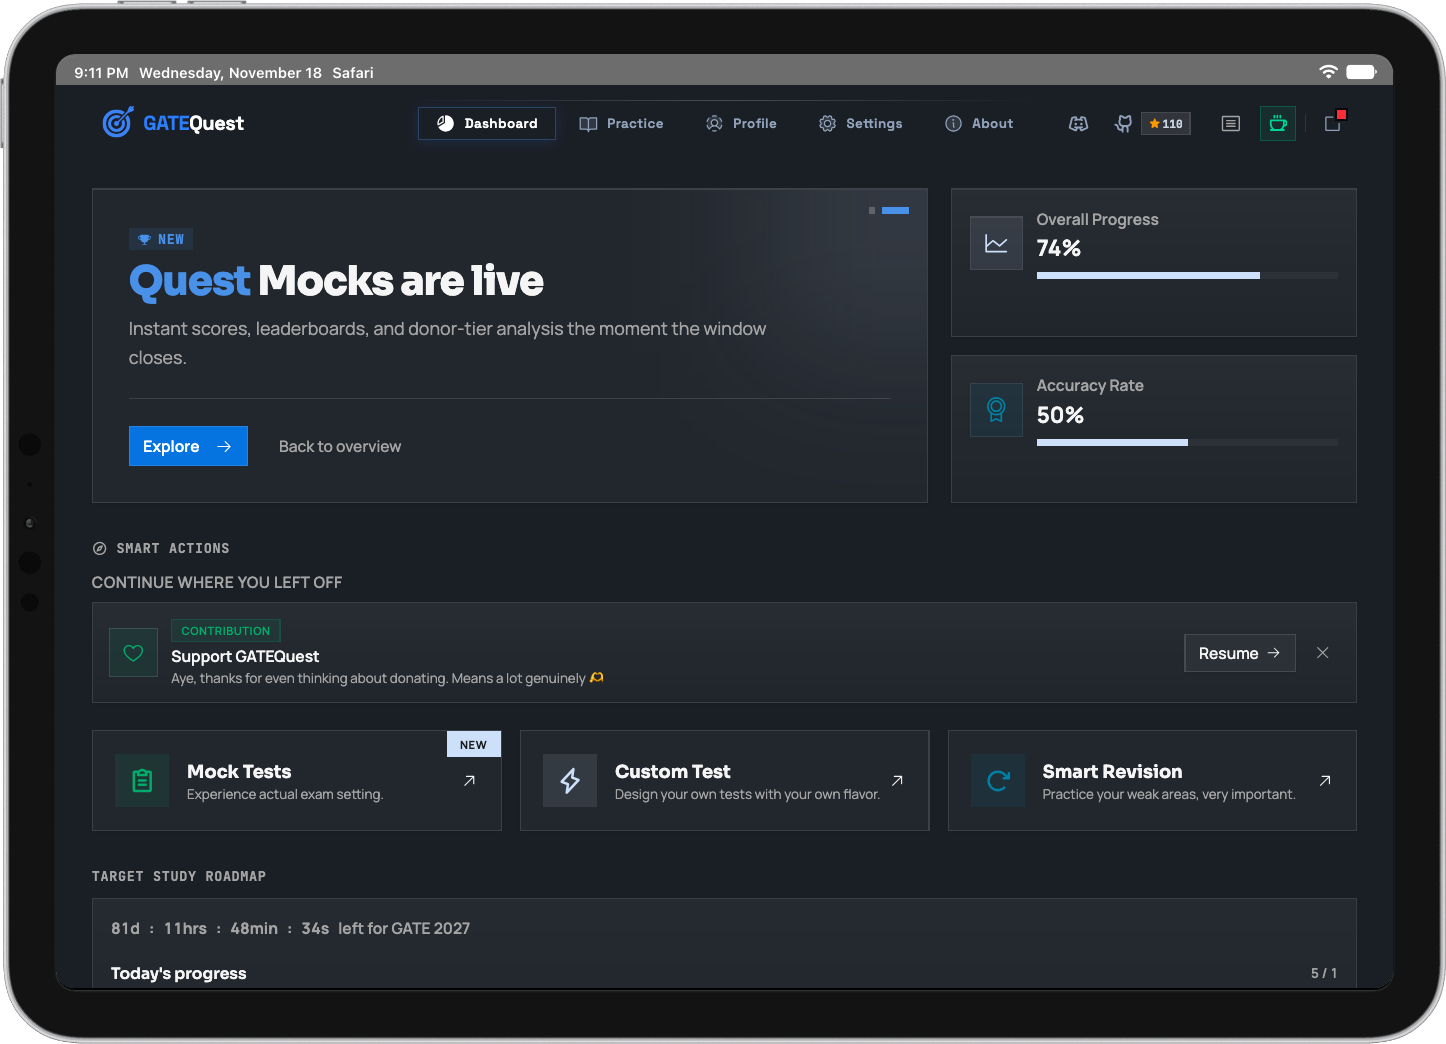 9:11 PM Wednesday, November 18 Safari
GATEQuest
Dashboard
Practice
Profile
Settings
About
110
NEW
Quest Mocks are live
Instant scores, leaderboards, and donor-tier analysis the moment the window
closes.
Explore
Back to overview
Overall Progress
74%
Accuracy Rate
50%
SMART ACTIONS
CONTINUE WHERE YOU LEFT OFF
CONTRIBUTION
Support GATEQuest
Aye, thanks for even thinking about donating. Means a lot genuinely 🫶
Resume
NEW
Mock Tests
Experience actual exam setting.
Custom Test
Design your own tests with your own flavor.
Smart Revision
Practice your weak areas, very important.
TARGET STUDY ROADMAP
81d : 11hrs : 48min : 34s left for GATE 2027
Today's progress
5 / 1